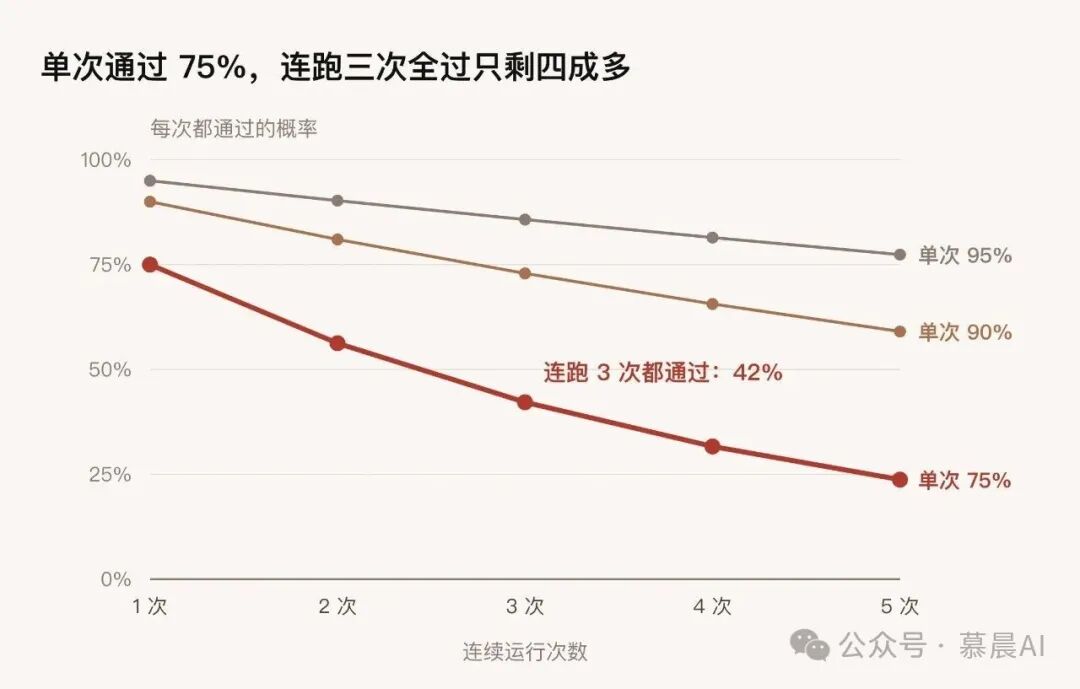 单次通过 75%，连跑三次全过只剩四成多
每次都通过的概率
100%
75%
50%
25%
0%
单次 95%
单次 90%
连跑 3 次都通过：42%
单次 75%
1 次
2 次
3 次
4 次
5 次
连续运行次数
公众号 · 慕晨AI